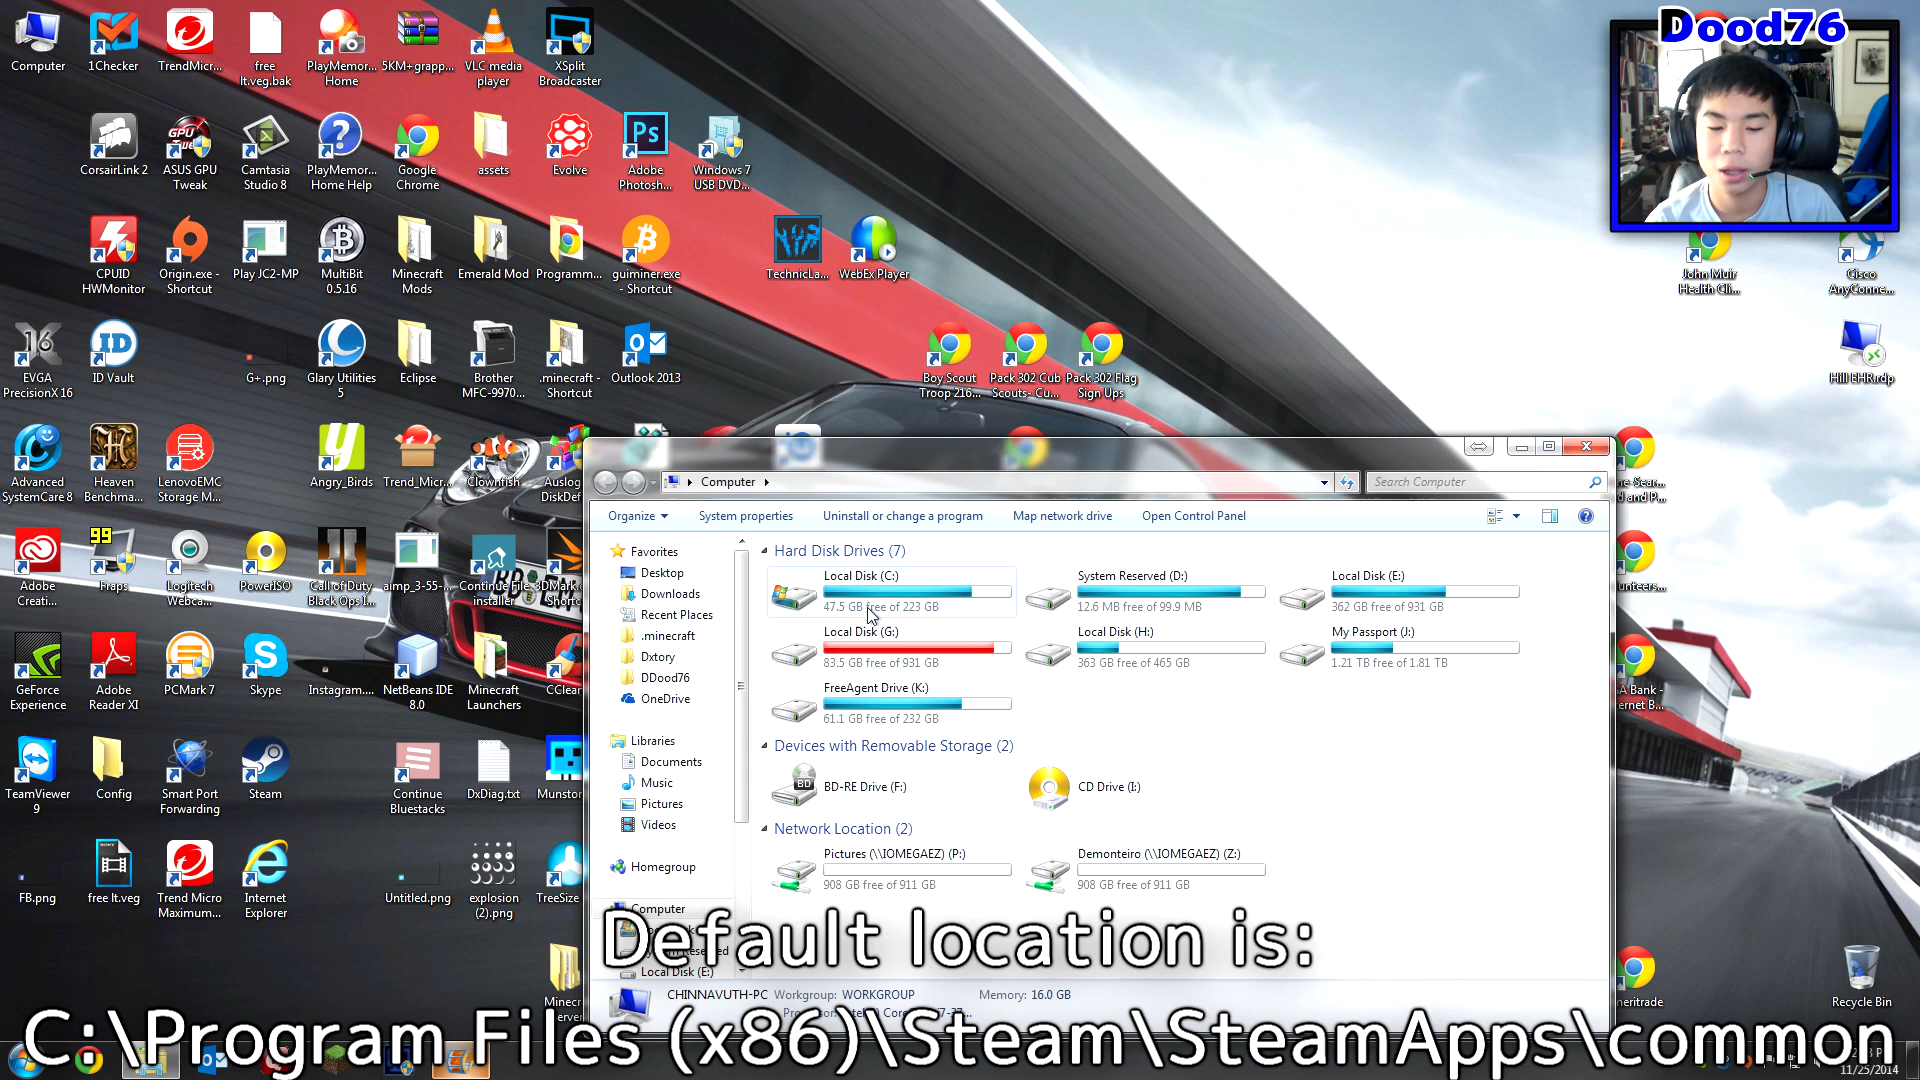 Dood76
Computer
1Checker
TrendMicr...
free
lt.veg.bak
PlayMemor...
Home
5KM+grapp...
VLC media
player
XSplit
Broadcaster
CorsairLink 2
ASUS GPU
Tweak
Camtasia
Studio 8
PlayMemor...
Home Help
Google
Chrome
assets
Evolve
Adobe
Photosh...
Windows 7
USB DVD...
CPUID
HWMonitor
Origin.exe -
Shortcut
Play JC2-MP
MultiBit
0.5.16
Minecraft
Mods
Emerald Mod
Programm...
guiminer.exe
- Shortcut
TechnicLa...
WebEx Player
John Muir
Health Cli...
Cisco
AnyConne...
EVGA
PrecisionX 16
ID Vault
G+.png
Glary Utilities
5
Eclipse
Brother
MFC-9970...
.minecraft -
Shortcut
Outlook 2013
Boy Scout
Troop 216...
Pack 302 Cub
Scouts- Cu...
Pack 302 Flag
Sign Ups
Hill EHR.rdp
Advanced
SystemCare 8
Heaven
Benchma...
LenovoEMC
Storage M...
Angry_Birds
Trend_Micr...
Clownfish
Auslog
DiskDef
Adobe
Creati...
Fraps
Logitech
Webca...
PowerISO
Call of Duty
Black Ops I...
aimp_3-55-...
Continue File
installer
3DMark
Shortc
GeForce
Experience
Adobe
Reader XI
PCMark 7
Skype
Instagram....
NetBeans IDE
8.0
Minecraft
Launchers
CClean
TeamViewer
9
Config
Smart Port
Forwarding
Steam
Continue
Bluestacks
DxDiag.txt
Munston
FB.png
free lt.veg
Trend Micro
Maximum...
Internet
Explorer
Untitled.png
explosion
(2).png
TreeSize
Recycle Bin
Computer
Search Computer
Organize
System properties
Uninstall or change a program
Map network drive
Open Control Panel
Favorites
Desktop
Downloads
Recent Places
.minecraft
Dxtory
DDood76
OneDrive
Libraries
Documents
Music
Pictures
Videos
Homegroup
Computer
Local Disk (E:)
Hard Disk Drives (7)
Local Disk (C:)
47.5 GB free of 223 GB
System Reserved (D:)
12.6 MB free of 99.9 MB
Local Disk (E:)
362 GB free of 931 GB
Local Disk (G:)
83.5 GB free of 931 GB
Local Disk (H:)
363 GB free of 465 GB
My Passport (J:)
1.21 TB free of 1.81 TB
FreeAgent Drive (K:)
61.1 GB free of 232 GB
Devices with Removable Storage (2)
BD-RE Drive (F:)
CD Drive (I:)
Network Location (2)
Pictures (\\IOMEGAEZ) (P:)
908 GB free of 911 GB
Demonteiro (\\IOMEGAEZ) (Z:)
908 GB free of 911 GB
Default location is:
CHINNAVUTH-PC Workgroup: WORKGROUP Memory: 16.0 GB
C:\Program Files (x86)\Steam\SteamApps\common
11/25/2014